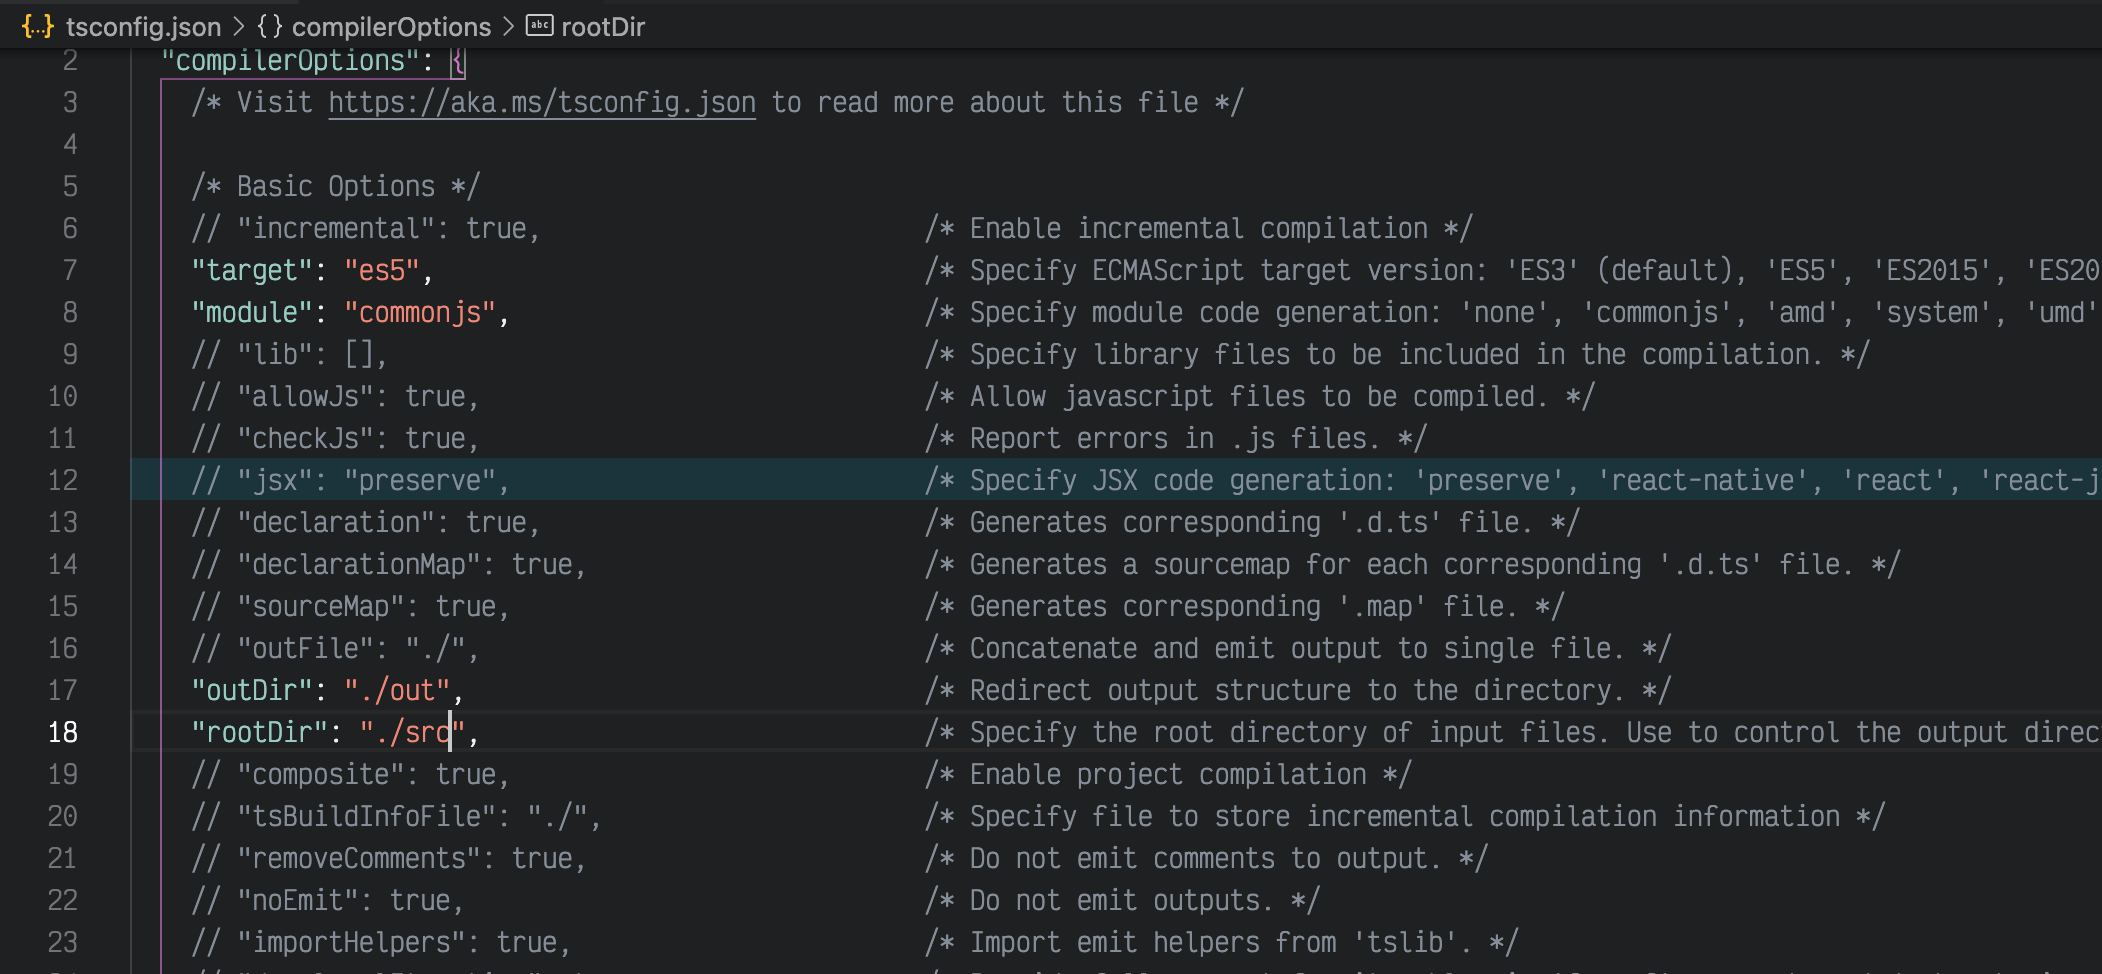 {...} tsconfig.json > {} compilerOptions > abc rootDir
2 "compilerOptions": {
3 /* Visit https://aka.ms/tsconfig.json to read more about this file */
4
5 /* Basic Options */
6 // "incremental": true, /* Enable incremental compilation */
7 "target": "es5", /* Specify ECMAScript target version: 'ES3' (default), 'ES5', 'ES2015', 'ES20
8 "module": "commonjs", /* Specify module code generation: 'none', 'commonjs', 'amd', 'system', 'umd'
9 // "lib": [], /* Specify library files to be included in the compilation. */
10 // "allowJs": true, /* Allow javascript files to be compiled. */
11 // "checkJs": true, /* Report errors in .js files. */
12 // "jsx": "preserve", /* Specify JSX code generation: 'preserve', 'react-native', 'react', 'react-j
13 // "declaration": true, /* Generates corresponding '.d.ts' file. */
14 // "declarationMap": true, /* Generates a sourcemap for each corresponding '.d.ts' file. */
15 // "sourceMap": true, /* Generates corresponding '.map' file. */
16 // "outFile": "./", /* Concatenate and emit output to single file. */
17 "outDir": "./out", /* Redirect output structure to the directory. */
18 "rootDir": "./src", /* Specify the root directory of input files. Use to control the output direc
19 // "composite": true, /* Enable project compilation */
20 // "tsBuildInfoFile": "./", /* Specify file to store incremental compilation information */
21 // "removeComments": true, /* Do not emit comments to output. */
22 // "noEmit": true, /* Do not emit outputs. */
23 // "importHelpers": true, /* Import emit helpers from 'tslib'. */